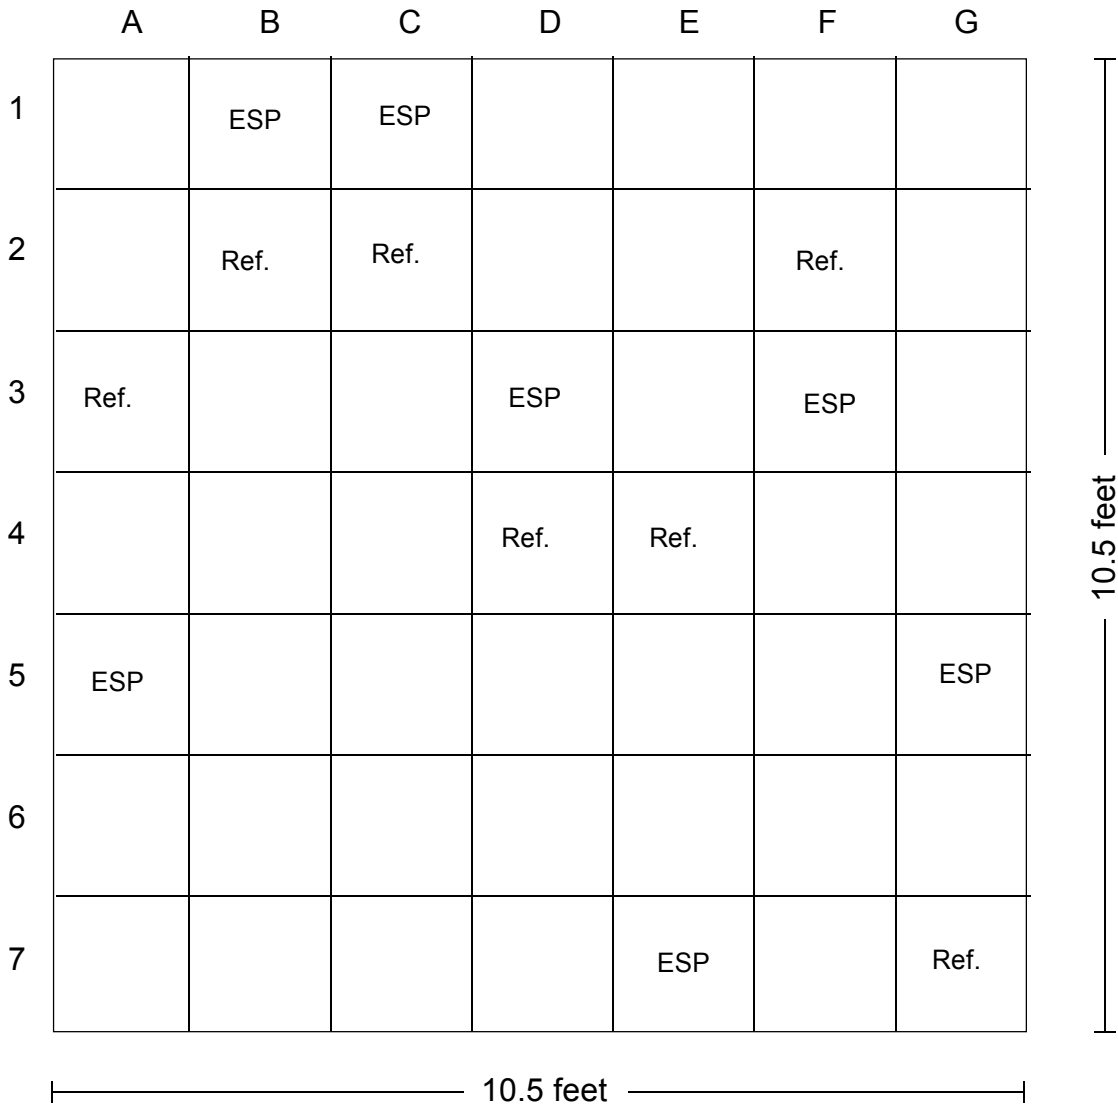 A B C D E F G
1 ESP ESP
2 Ref. Ref. Ref.
3 Ref. ESP ESP
4 Ref. Ref.
5 ESP ESP
6
7 ESP Ref.
10.5 feet
10.5 feet